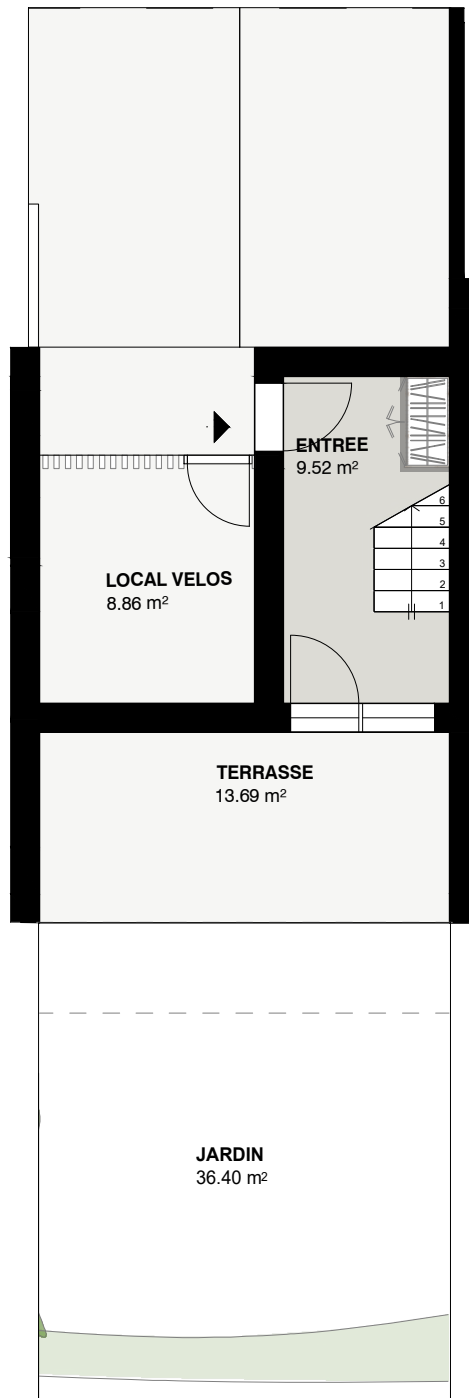 ENTREE
9.52 m²
6
5
4
3
2
1
LOCAL VELOS
8.86 m²
TERRASSE
13.69 m²
JARDIN
36.40 m²